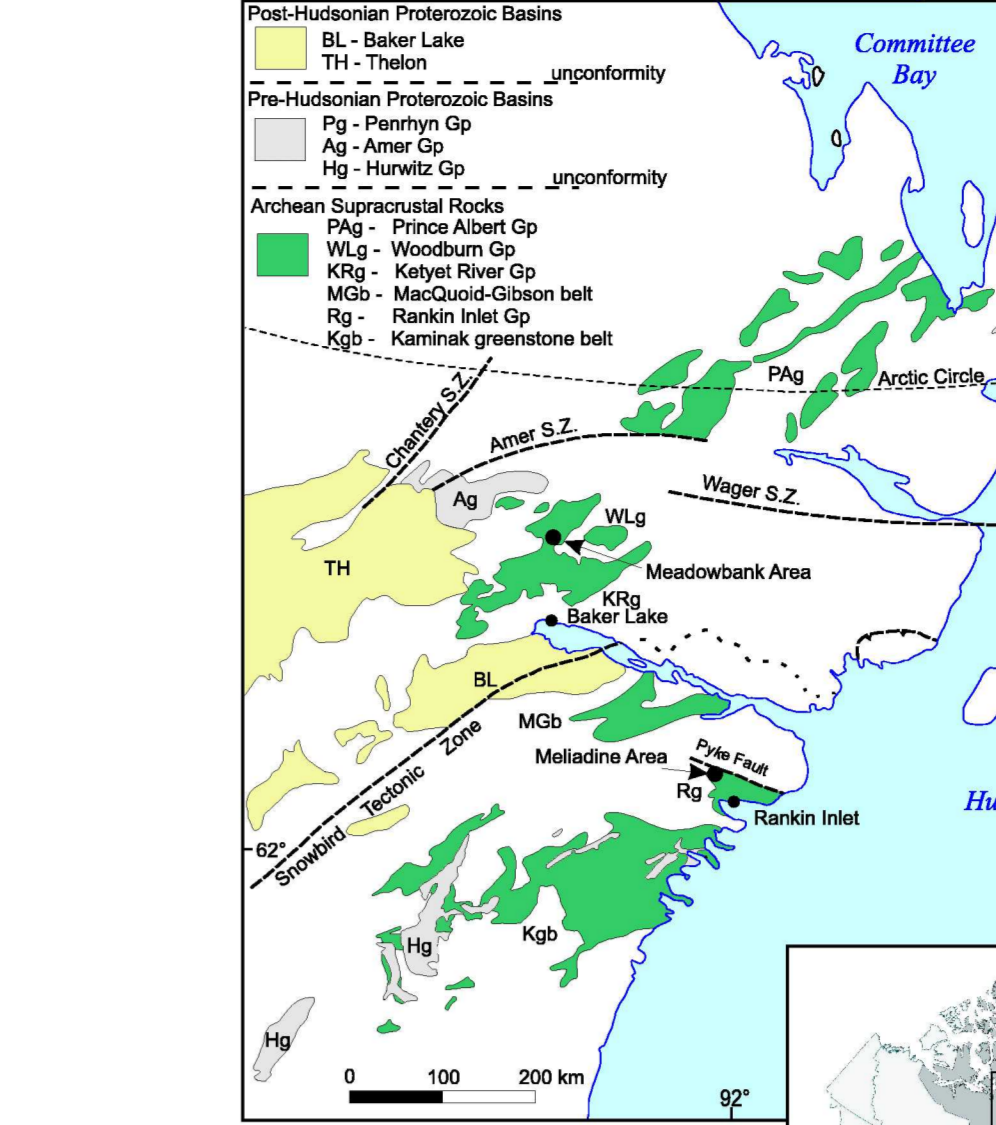 Post-Hudsonian Proterozoic Basins
BL - Baker Lake
TH - Thelon
unconformity
Pre-Hudsonian Proterozoic Basins
Pg - Penrhyn Gp
Ag - Amer Gp
Hg - Hurwitz Gp
unconformity
Archean Supracrustal Rocks
PAg - Prince Albert Gp
WLg - Woodburn Gp
KRg - Ketyet River Gp
MGb - MacQuoid-Gibson belt
Rg - Rankin Inlet Gp
Kgb - Kaminak greenstone belt
Committee
Bay
PAg
Arctic Circle
Chantery S.Z.
Amer S.Z.
Wager S.Z.
Ag
WLg
TH
Meadowbank Area
KRg
Baker Lake
BL
MGb
Meliadine Area
Pyke Fault
Rg
Rankin Inlet
Hu
Snowbird Tectonic Zone
62°
Kgb
Hg
Hg
0 100 200 km
92°